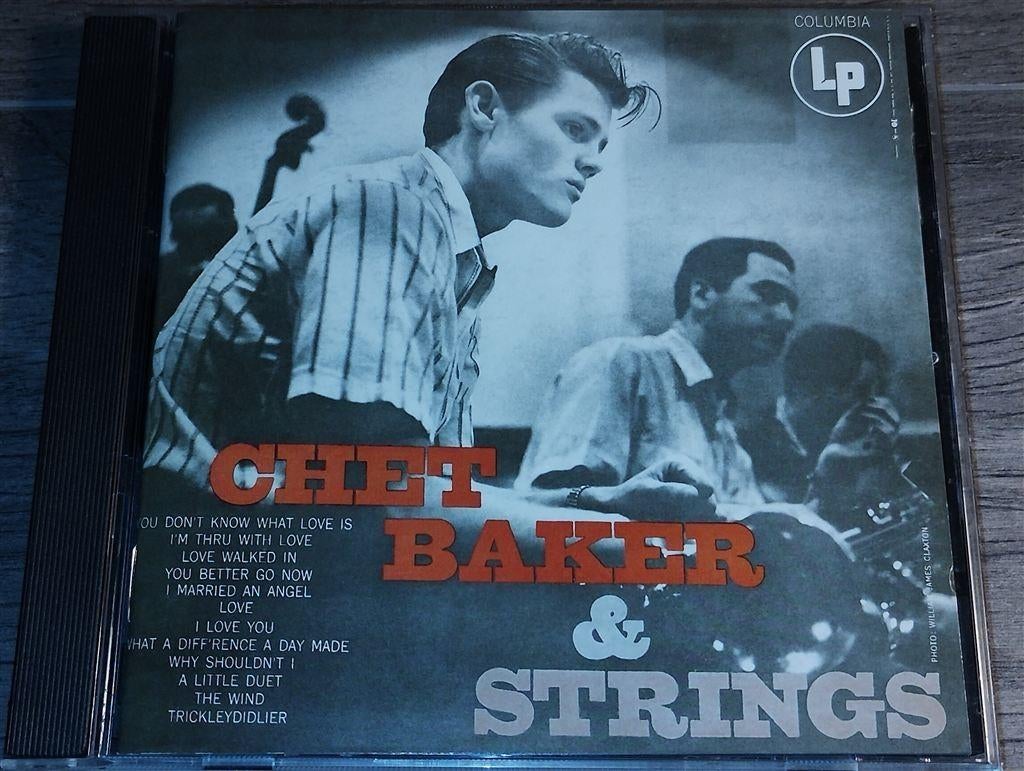 COLUMBIA
LP
CHET
BAKER
&
STRINGS
YOU DON'T KNOW WHAT LOVE IS
I'M THRU WITH LOVE
LOVE WALKED IN
YOU BETTER GO NOW
I MARRIED AN ANGEL
LOVE
I LOVE YOU
WHAT A DIFF'RENCE A DAY MADE
WHY SHOULDN'T I
A LITTLE DUET
THE WIND
TRICKLEYDIDLIER
PHOTO: WILLIAM JAMES CLAXTON